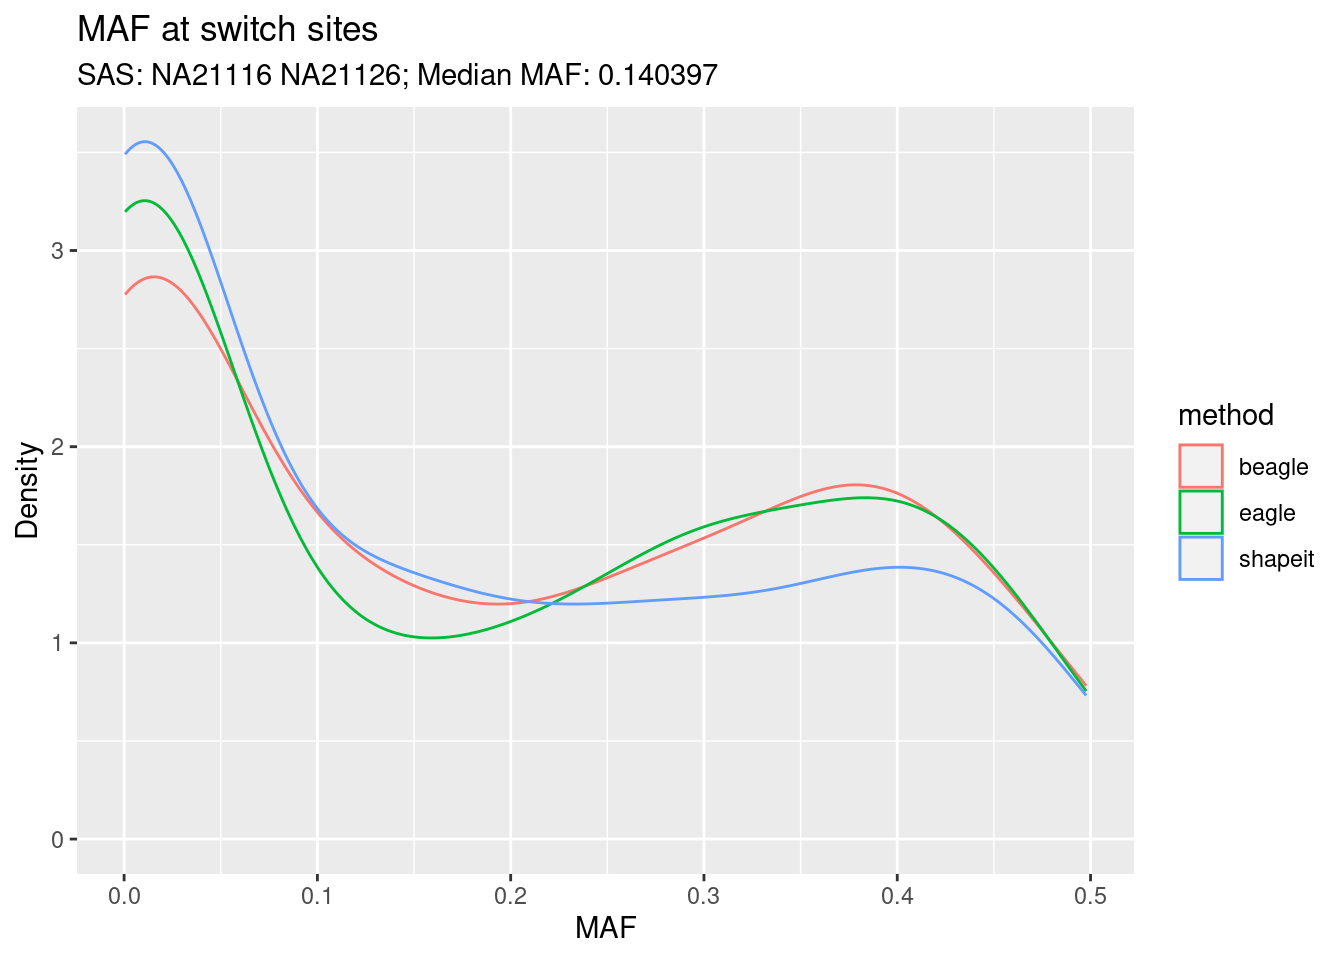 MAF at switch sites
SAS: NA21116 NA21126; Median MAF: 0.140397
Density
3
2
1
0
0.0 0.1 0.2 0.3 0.4 0.5
MAF
method
beagle
eagle
shapeit